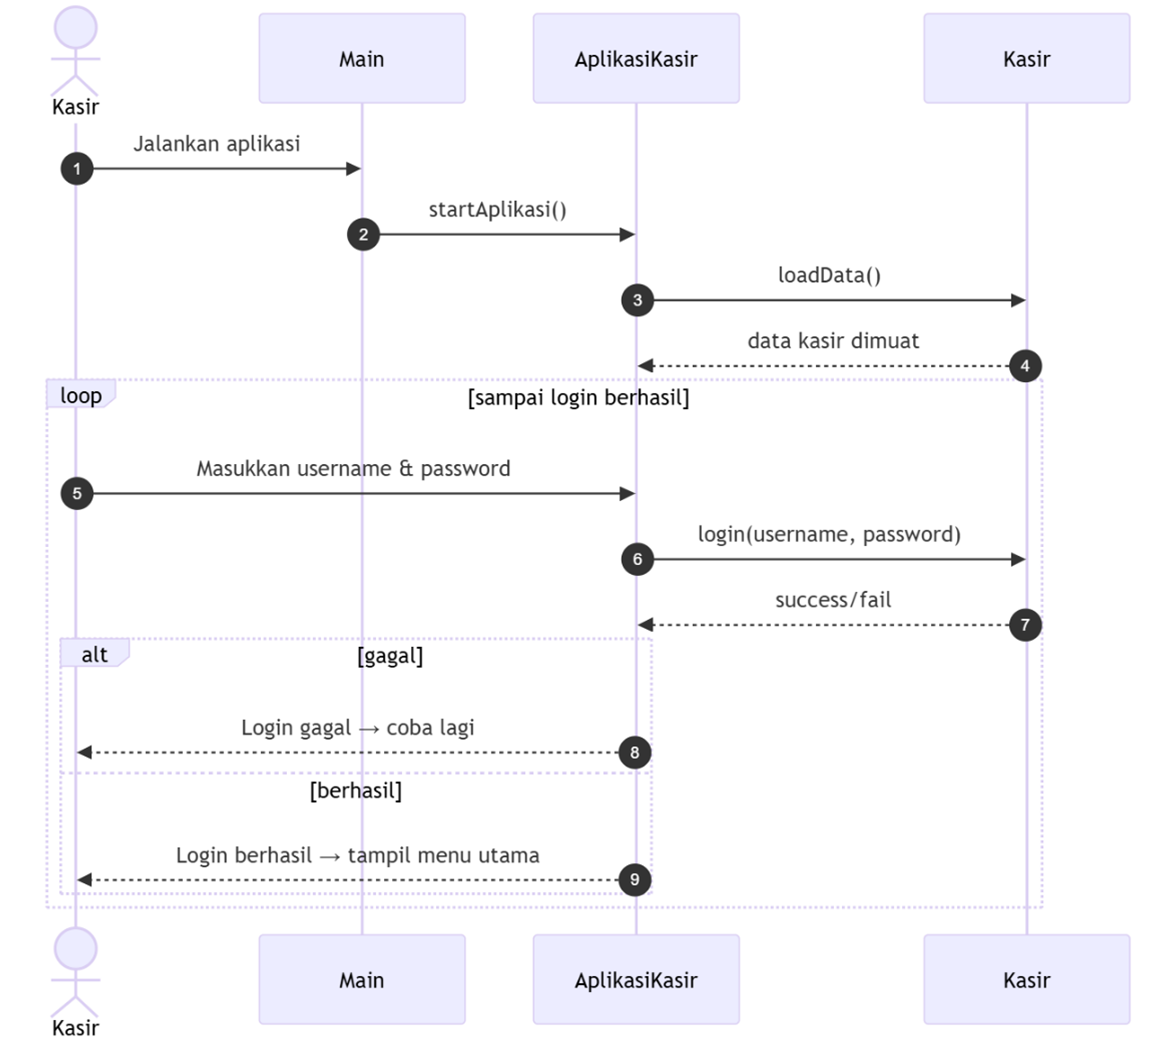 Kasir
Main
AplikasiKasir
Kasir
Jalankan aplikasi
1
startAplikasi()
2
loadData()
3
data kasir dimuat
4
loop
[sampai login berhasil]
Masukkan username & password
5
login(username, password)
6
success/fail
7
alt
[gagal]
Login gagal → coba lagi
8
[berhasil]
Login berhasil → tampil menu utama
9
Kasir
Main
AplikasiKasir
Kasir